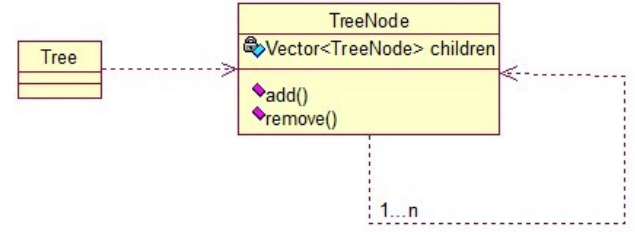 TreeNode
Tree
Vector<TreeNode> children
add()
remove()
1...n